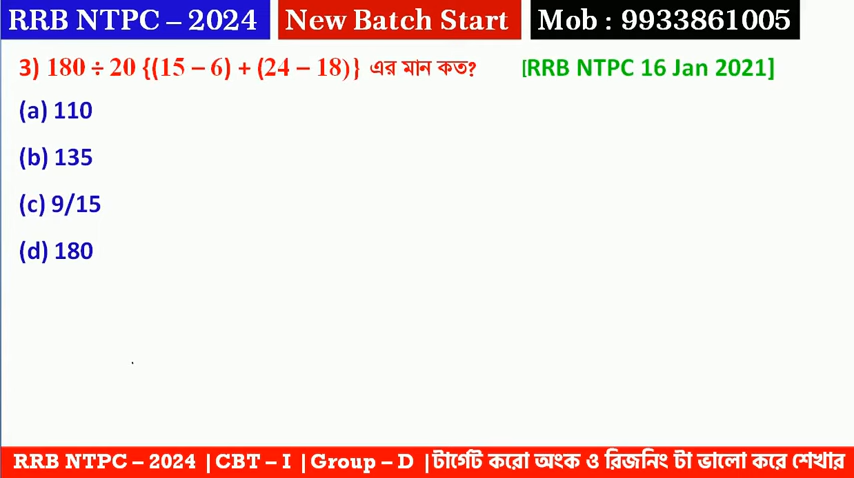 RRB NTPC – 2024 New Batch Start Mob : 9933861005
3) 180 ÷ 20 {(15 – 6) + (24 – 18)} এর মান কত? [RRB NTPC 16 Jan 2021]
(a) 110
(b) 135
(c) 9/15
(d) 180
RRB NTPC – 2024 |CBT – I |Group – D |টার্গেট করো অংক ও রিজনিং টা ভালো করে শেখার